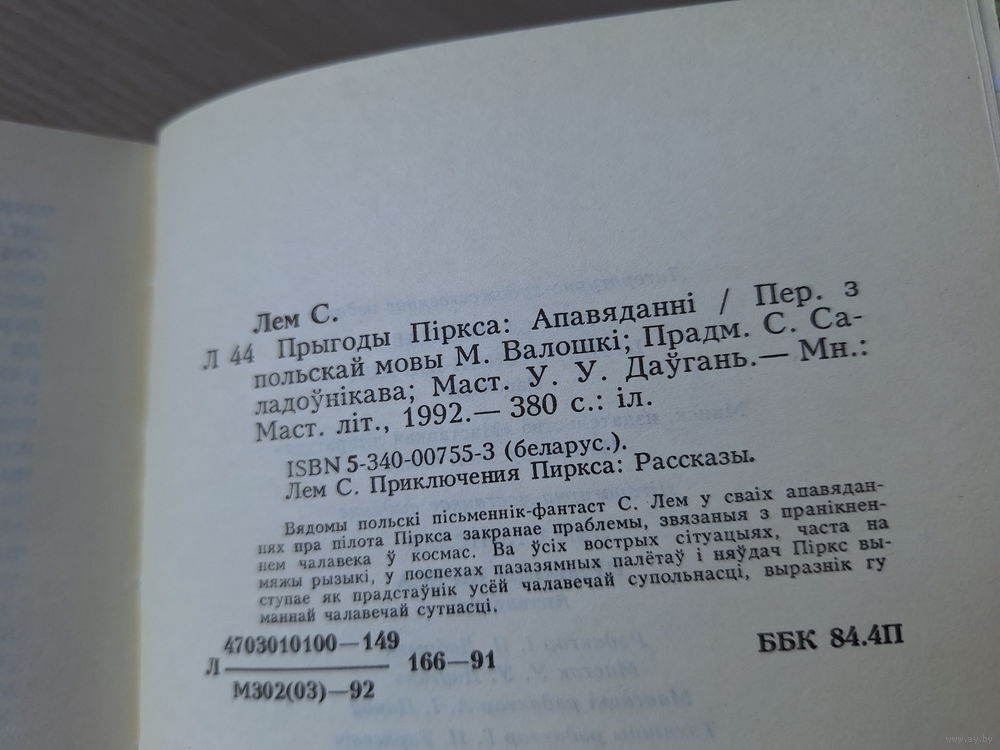 Лем С.
Л 44 Прыгоды Піркса: Апавяданні / Пер. з
польскай мовы М. Валошкі; Прадм. С. Са-
ладоўнікава; Маст. У. У. Даўгань.— Мн.:
Маст. літ., 1992.— 380 с.: іл.
ISBN 5-340-00755-3 (беларус.).
Лем С. Приключения Пиркса: Рассказы.
Вядомы польскі пісьменнік-фантаст С. Лем у сваіх апавядан-
нях пра пілота Піркса закранае праблемы, звязаныя з пранікнен-
нем чалавека ў космас. Ва ўсіх вострых сітуацыях, часта на
мяжы рызыкі, у поспехах пазазямных палётаў і няўдач Піркс вы-
ступае як прадстаўнік усёй чалавечай супольнасці, выразнік гу
маннай чалавечай сутнасці.
4703010100—149
Л 166—91
М302(03)—92
ББК 84.4П
www.ay.by